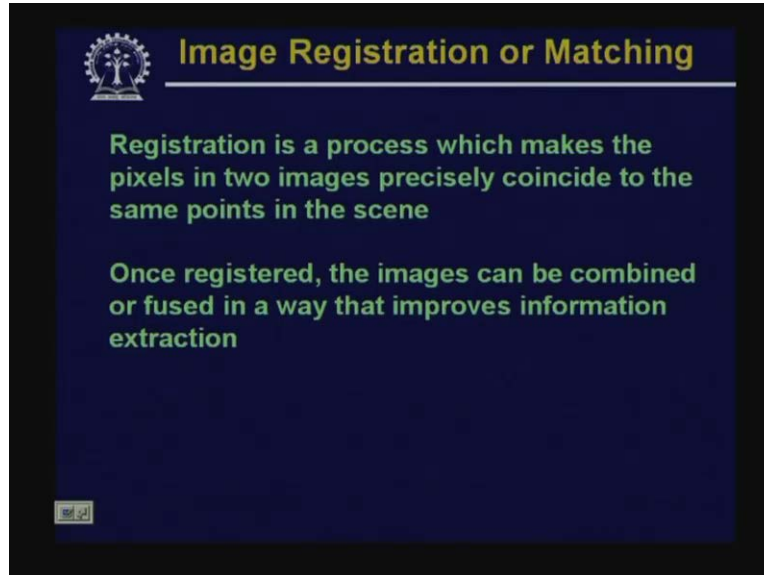 Image Registration or Matching
Registration is a process which makes the
pixels in two images precisely coincide to the
same points in the scene
Once registered, the images can be combined
or fused in a way that improves information
extraction